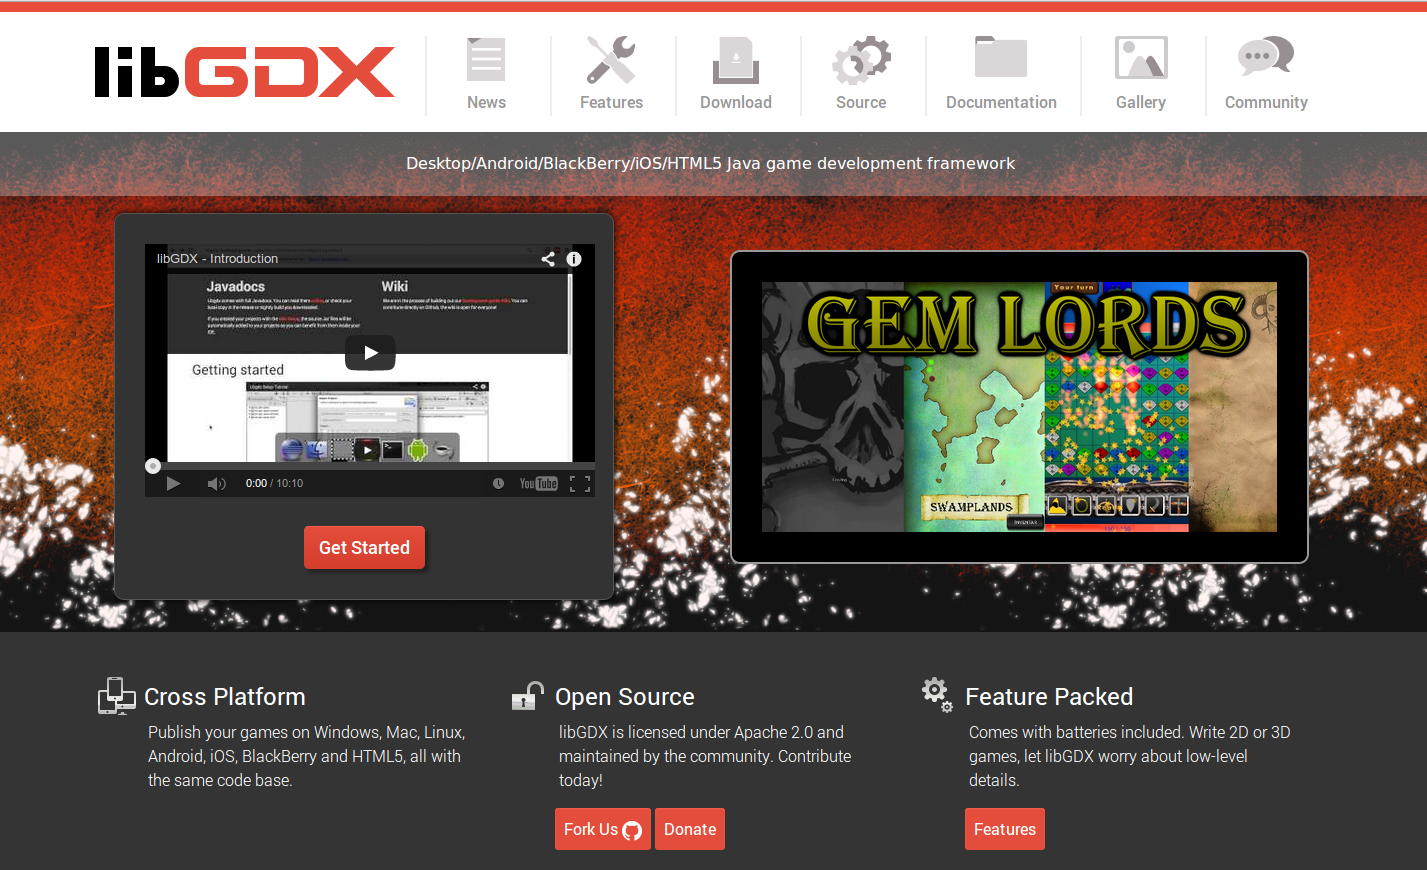 libGDX
News
Features
Download
Source
Documentation
Gallery
Community
Desktop/Android/BlackBerry/iOS/HTML5 Java game development framework
libGDX - Introduction
Javadocs
Wiki
Getting started
0:00 / 10:10
YouTube
Get Started
Your turn
GEM LORDS
SWAMPLANDS
INVENTAR
Cross Platform
Publish your games on Windows, Mac, Linux,
Android, iOS, BlackBerry and HTML5, all with
the same code base.
Open Source
libGDX is licensed under Apache 2.0 and
maintained by the community. Contribute
today!
Fork Us
Donate
Feature Packed
Comes with batteries included. Write 2D or 3D
games, let libGDX worry about low-level
details.
Features